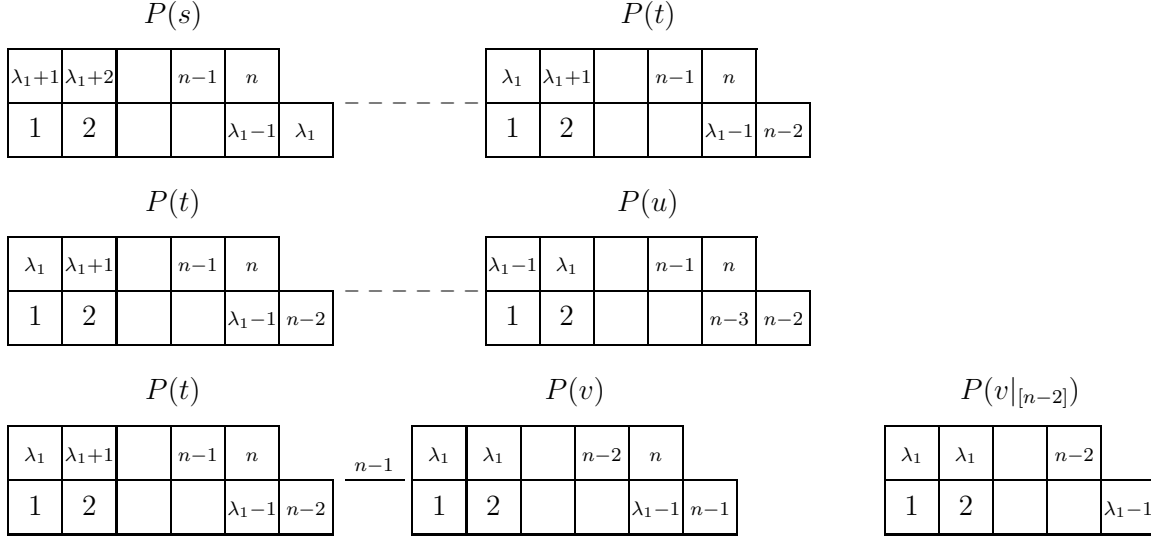 P(s) P(t)
λ₁+1 λ₁+2 n−1 n λ₁ λ₁+1 n−1 n
1 2 λ₁−1 λ₁ 1 2 λ₁−1 n−2
P(t) P(u)
λ₁ λ₁+1 n−1 n λ₁−1 λ₁ n−1 n
1 2 λ₁−1 n−2 1 2 n−3 n−2
P(t) P(v) P(v|[n−2])
λ₁ λ₁+1 n−1 n n−1 λ₁ λ₁ n−2 n λ₁ λ₁ n−2
1 2 λ₁−1 n−2 1 2 λ₁−1 n−1 1 2 λ₁−1